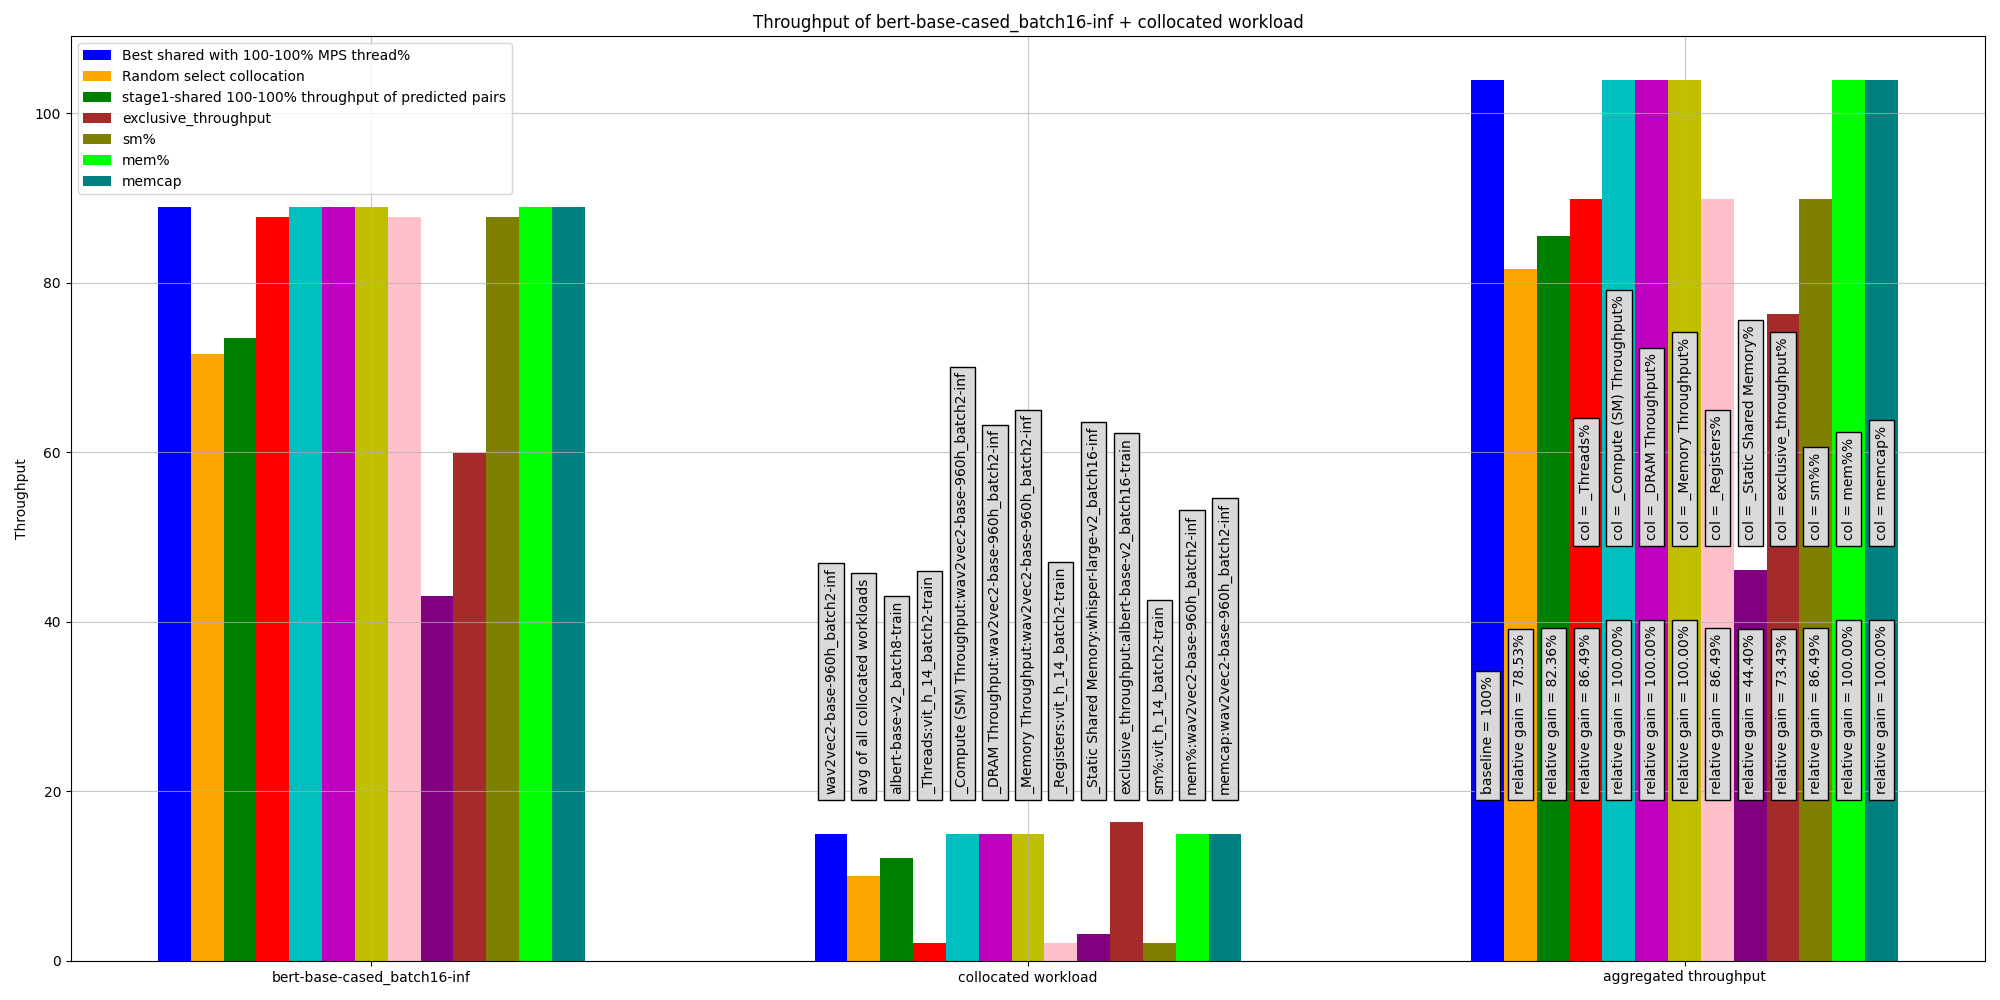 Throughput of bert-base-cased_batch16-inf + collocated workload
Best shared with 100-100% MPS thread%
Random select collocation
stage1-shared 100-100% throughput of predicted pairs
exclusive_throughput
sm%
mem%
memcap
Throughput
100
80
60
40
20
0
wav2vec2-base-960h_batch2-inf
avg of all collocated workloads
albert-base-v2_batch8-train
_Threads:vit_h_14_batch2-train
_Compute (SM) Throughput:wav2vec2-base-960h_batch2-inf
_DRAM Throughput:wav2vec2-base-960h_batch2-inf
_Memory Throughput:wav2vec2-base-960h_batch2-inf
_Registers:vit_h_14_batch2-train
_Static Shared Memory:whisper-large-v2_batch16-inf
exclusive_throughput:albert-base-v2_batch16-train
sm%:vit_h_14_batch2-train
mem%:wav2vec2-base-960h_batch2-inf
memcap:wav2vec2-base-960h_batch2-inf
col = _Threads%
col = _Compute (SM) Throughput%
col = _DRAM Throughput%
col = _Memory Throughput%
col = _Registers%
col = _Static Shared Memory%
col = exclusive_throughput%
col = sm%%
col = mem%%
col = memcap%
baseline = 100%
relative gain = 78.53%
relative gain = 82.36%
relative gain = 86.49%
relative gain = 100.00%
relative gain = 100.00%
relative gain = 100.00%
relative gain = 86.49%
relative gain = 44.40%
relative gain = 73.43%
relative gain = 86.49%
relative gain = 100.00%
relative gain = 100.00%
bert-base-cased_batch16-inf
collocated workload
aggregated throughput